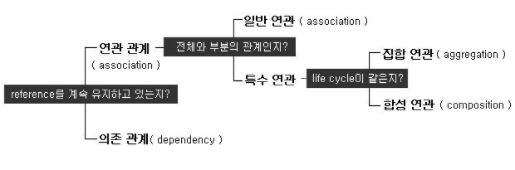 일반 연관 ( association )
연관 관계
( association )
전체와 부분의 관계인지?
집합 연관 ( aggregation )
특수 연관
life cycle이 같은지?
reference를 계속 유지하고 있는지?
합성 연관 ( composition )
의존 관계( dependency )